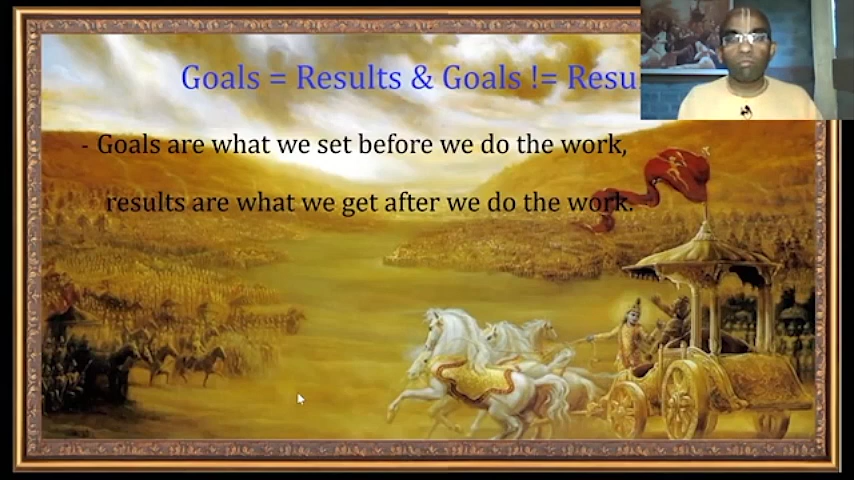 Goals = Results & Goals !=
- Goals are what we set before we do the work,
results are what we get after we do the work.